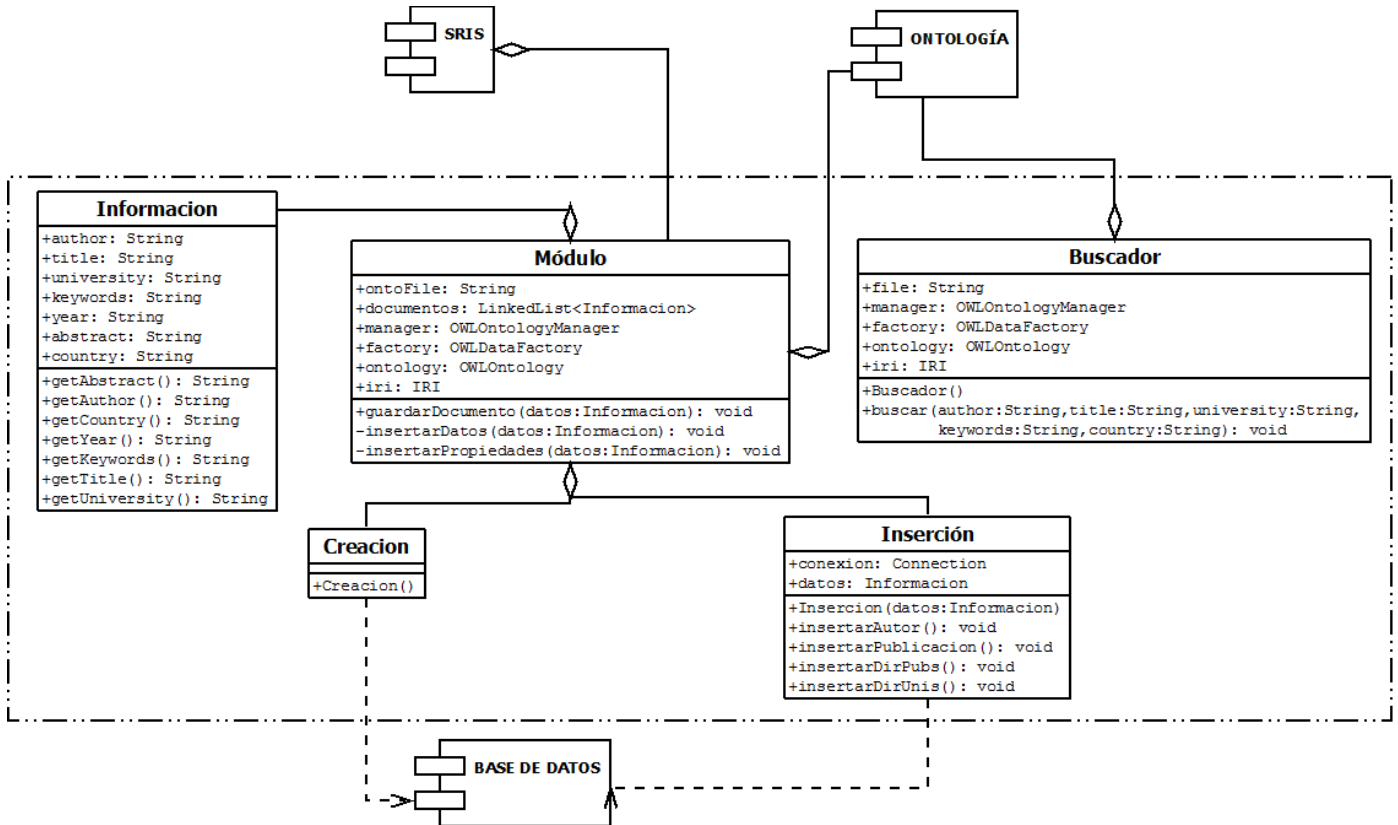 SRIS
ONTOLOGÍA
Informacion
+author: String
+title: String
+university: String
+keywords: String
+year: String
+abstract: String
+country: String
+getAbstract(): String
+getAuthor(): String
+getCountry(): String
+getYear(): String
+getKeywords(): String
+getTitle(): String
+getUniversity(): String
Módulo
+ontoFile: String
+documentos: LinkedList<Informacion>
+manager: OWLOntologyManager
+factory: OWLDataFactory
+ontology: OWLOntology
+iri: IRI
+guardarDocumento(datos:Informacion): void
-insertarDatos(datos:Informacion): void
-insertarPropiedades(datos:Informacion): void
Buscador
+file: String
+manager: OWLOntologyManager
+factory: OWLDataFactory
+ontology: OWLOntology
+iri: IRI
+Buscador()
+buscar(author:String,title:String,university:String,
keywords:String,country:String): void
Creacion
+Creacion()
Inserción
+conexion: Connection
+datos: Informacion
+Insercion(datos:Informacion)
+insertarAutor(): void
+insertarPublicacion(): void
+insertarDirPubs(): void
+insertarDirUnis(): void
BASE DE DATOS